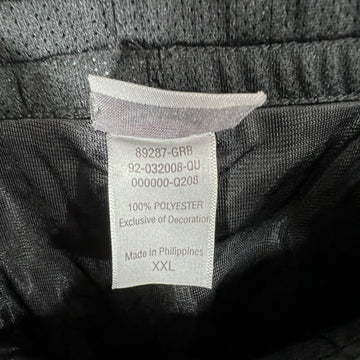 89287-GRB
92-032008-QU
000000-Q208
100% POLYESTER
Exclusive of Decoration
Made in Philippines
XXL